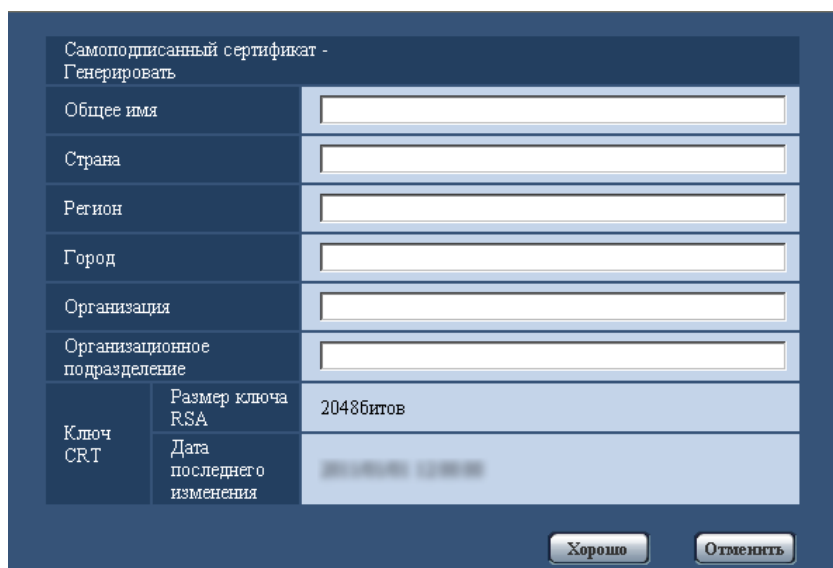 Самоподписанный сертификат -
Генерировать
Общее имя
Страна
Регион
Город
Организация
Организационное
подразделение
Ключ
CRT
Размер ключа
RSA
2048битов
Дата
последнего
изменения
Хорошо
Отменить